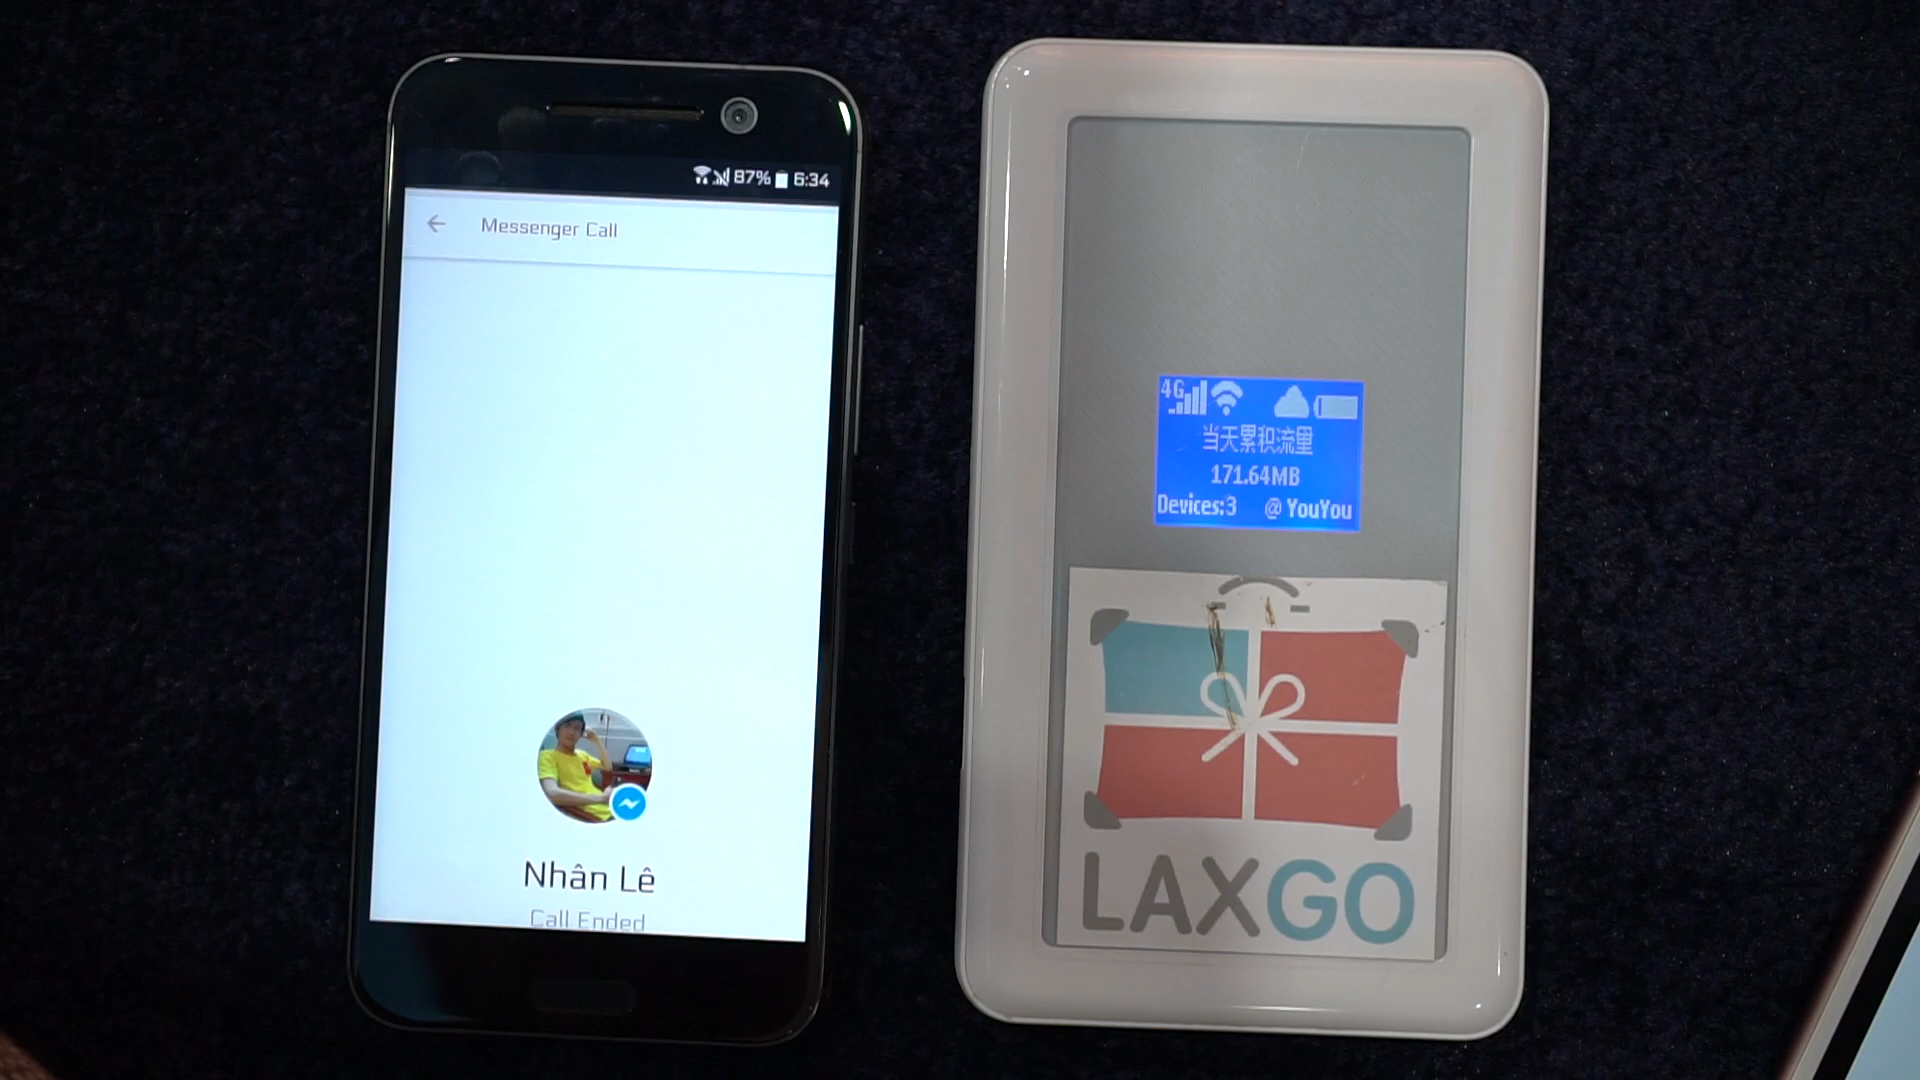 87% 6:34
Messenger Call
Nhân Lê
Call Ended
4G
当天累积流量
171.64MB
Devices:3 @ YouYou
LAXGO